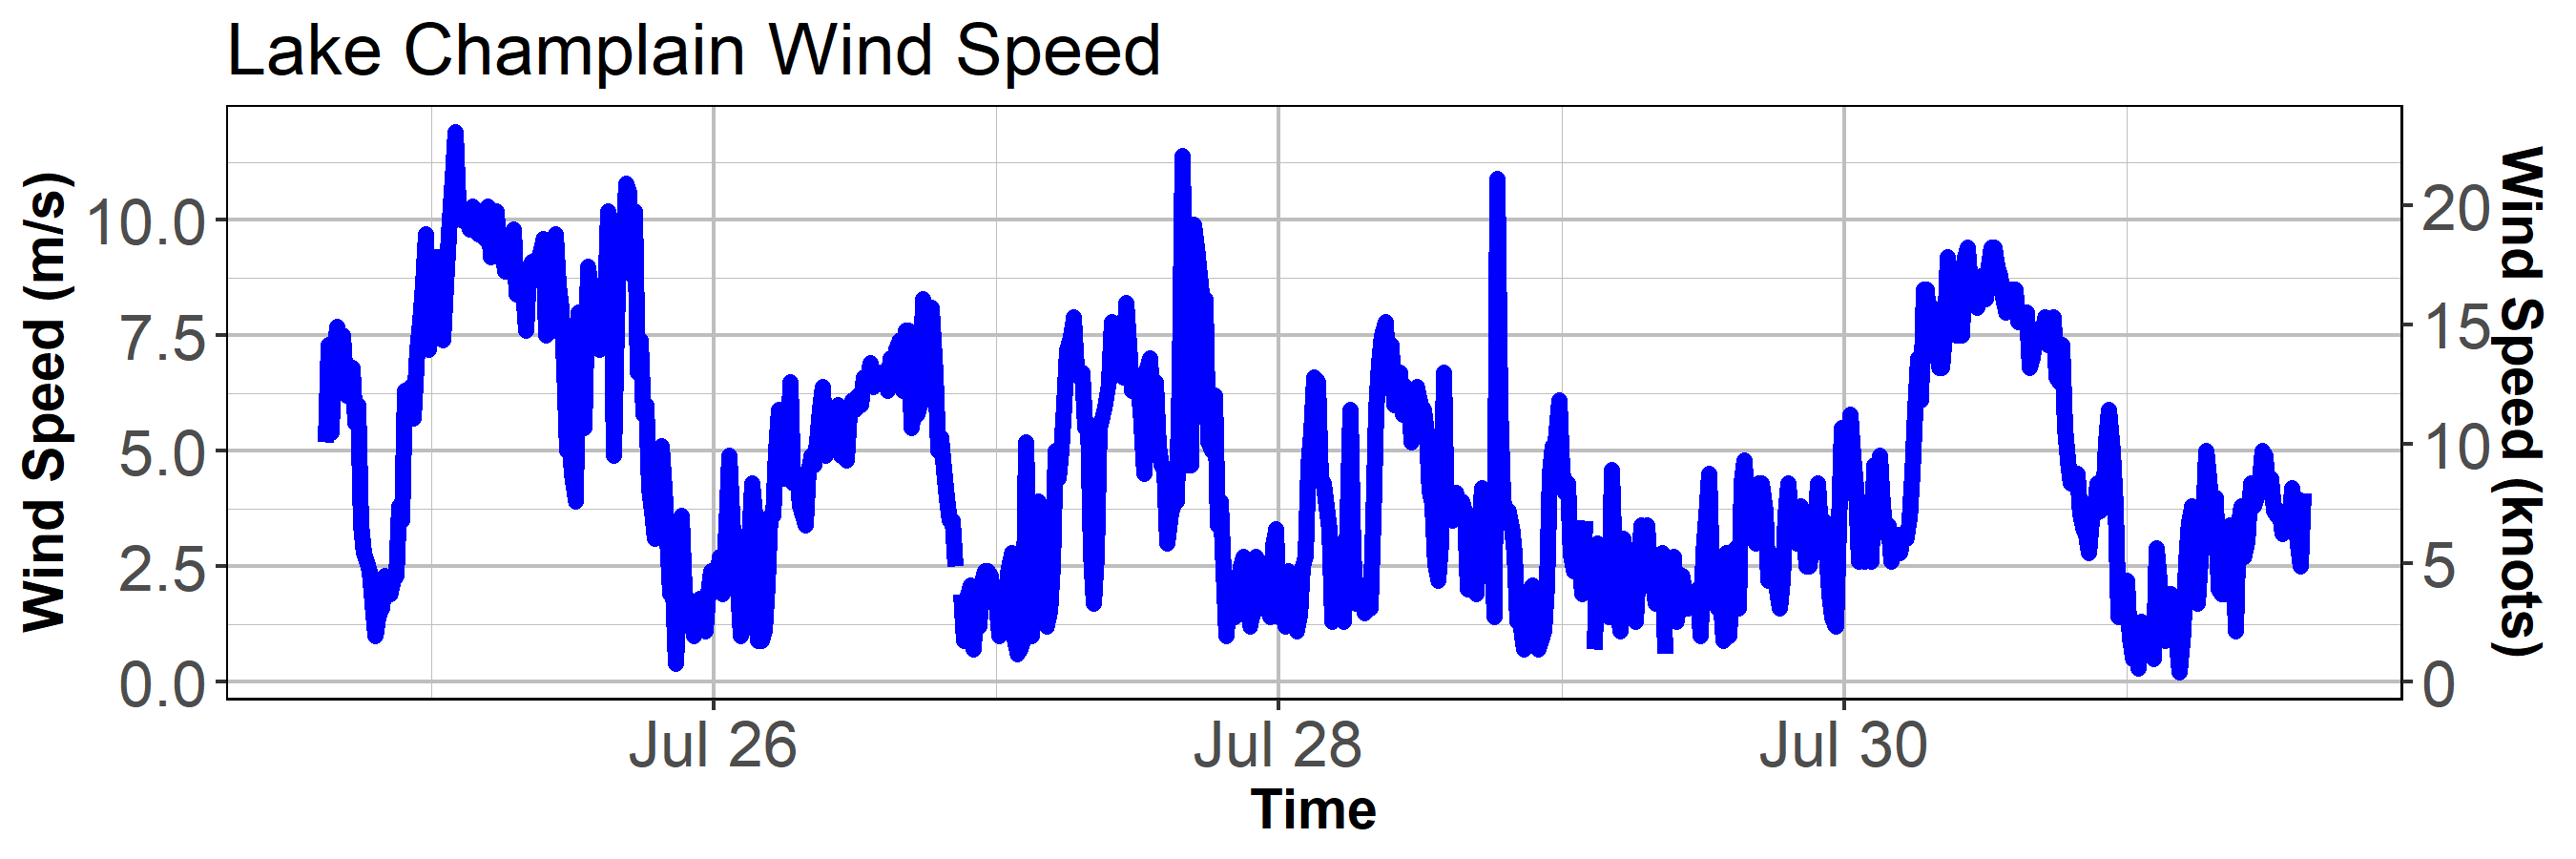 Lake Champlain Wind Speed
Wind Speed (m/s)
10.0
7.5
5.0
2.5
0.0
20
15
10
5
0
Wind Speed (knots)
Jul 26
Jul 28
Jul 30
Time